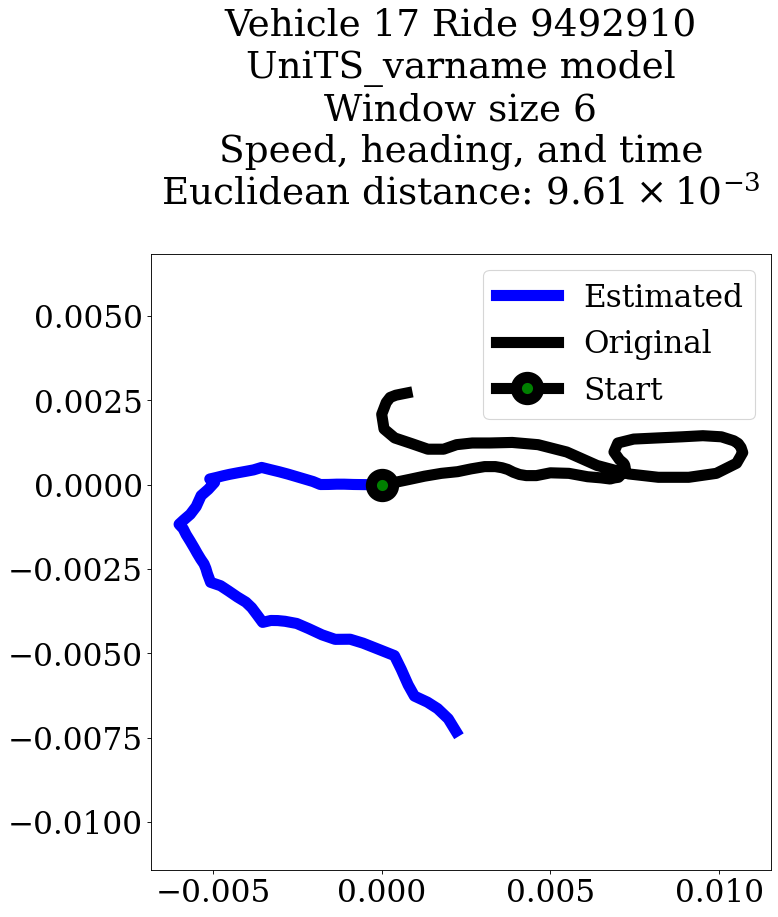 Vehicle 17 Ride 9492910
UniTS_varname model
Window size 6
Speed, heading, and time
Euclidean distance: 9.61 × 10⁻³
Estimated
Original
Start
0.0050
0.0025
0.0000
−0.0025
−0.0050
−0.0075
−0.0100
−0.005 0.000 0.005 0.010